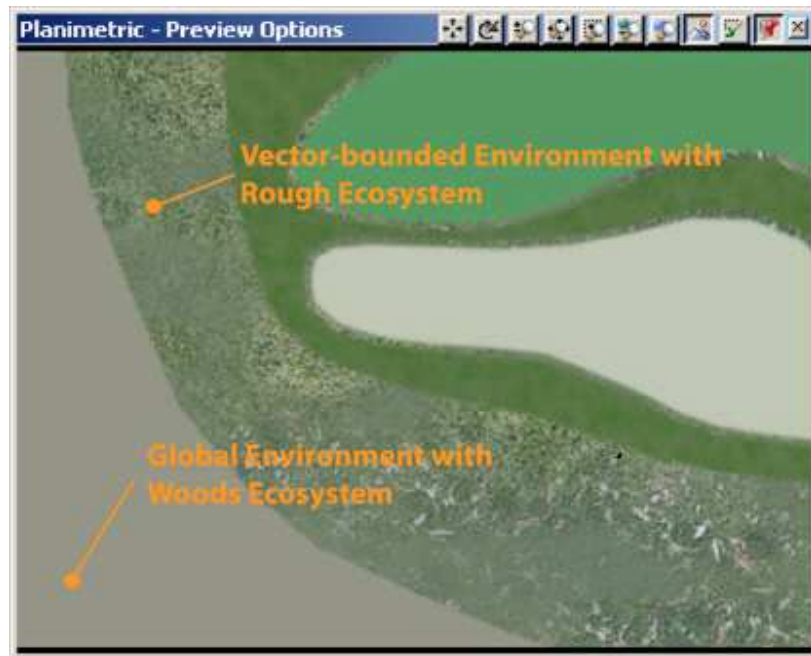 Planimetric - Preview Options
Vector-bounded Environment with
Rough Ecosystem
Global Environment with
Woods Ecosystem